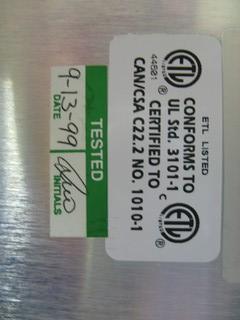 TESTED
9-13-99
DATE
INITIALS
ETL LISTED
CONFORMS TO
UL Std. 3101-1
CERTIFIED TO
CAN/CSA C22.2 NO. 1010-1
ETL
44801
C
ETL